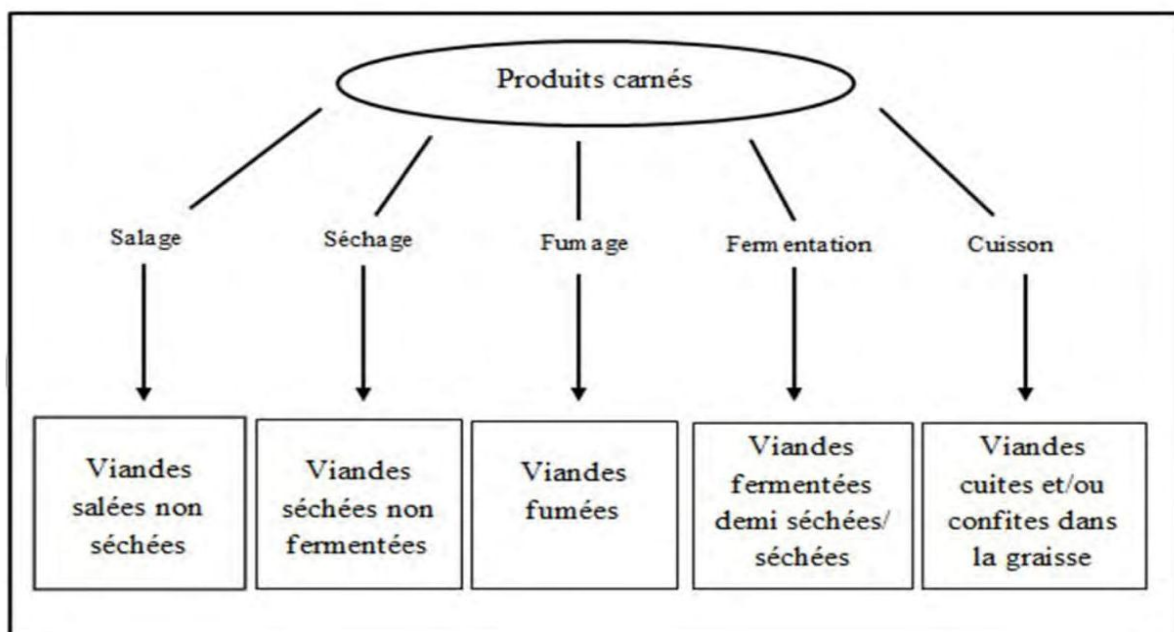 Produits carnés
Salage
Séchage
Fumage
Fermentation
Cuisson
Viandes
salées non
séchées
Viandes
séchées non
fermentées
Viandes
fumées
Viandes
fermentées
demi séchées/
séchées
Viandes
cuites et/ou
confites dans
la graisse